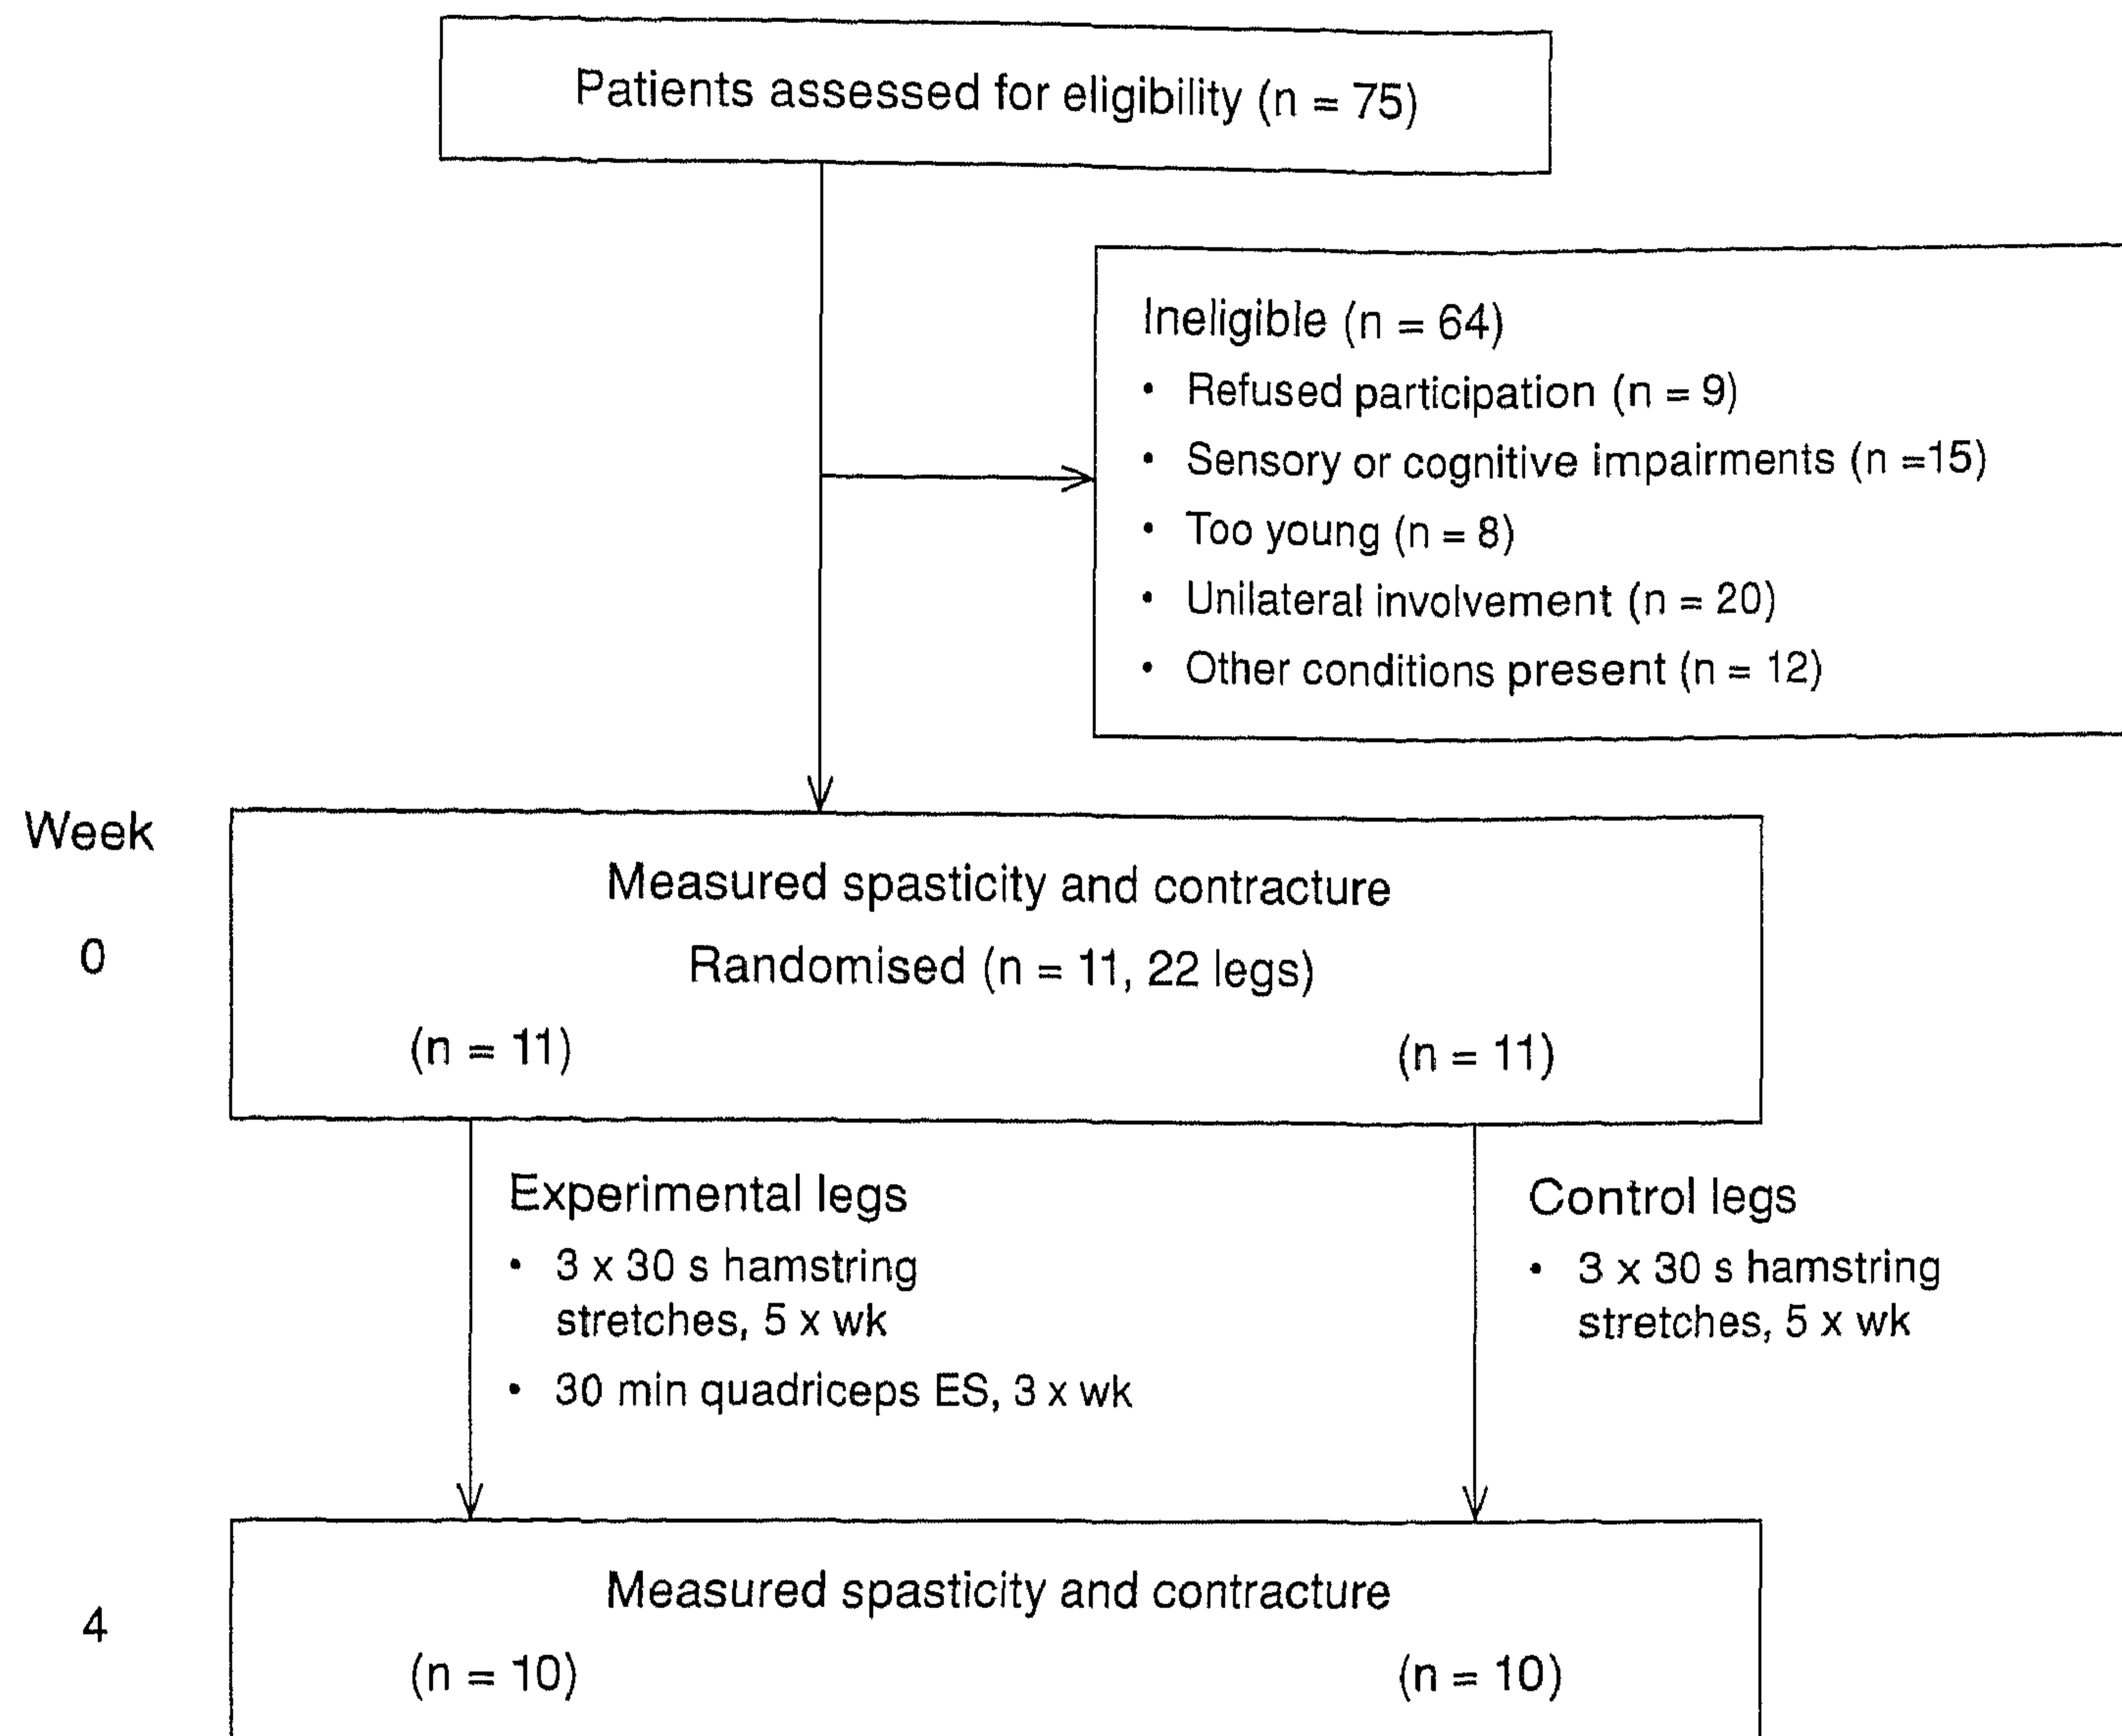 Patients assessed for eligibility (n = 75)
Ineligible (n = 64)
• Refused participation (n = 9)
• Sensory or cognitive impairments (n =15)
• Too young (n = 8)
• Unilateral involvement (n = 20)
• Other conditions present (n = 12)
Week
0
Measured spasticity and contracture
Randomised (n = 11, 22 legs)
(n = 11)
(n = 11)
Experimental legs
• 3 x 30 s hamstring
stretches, 5 x wk
• 30 min quadriceps ES, 3 x wk
Control legs
• 3 x 30 s hamstring
stretches, 5 x wk
4
Measured spasticity and contracture
(n = 10)
(n = 10)